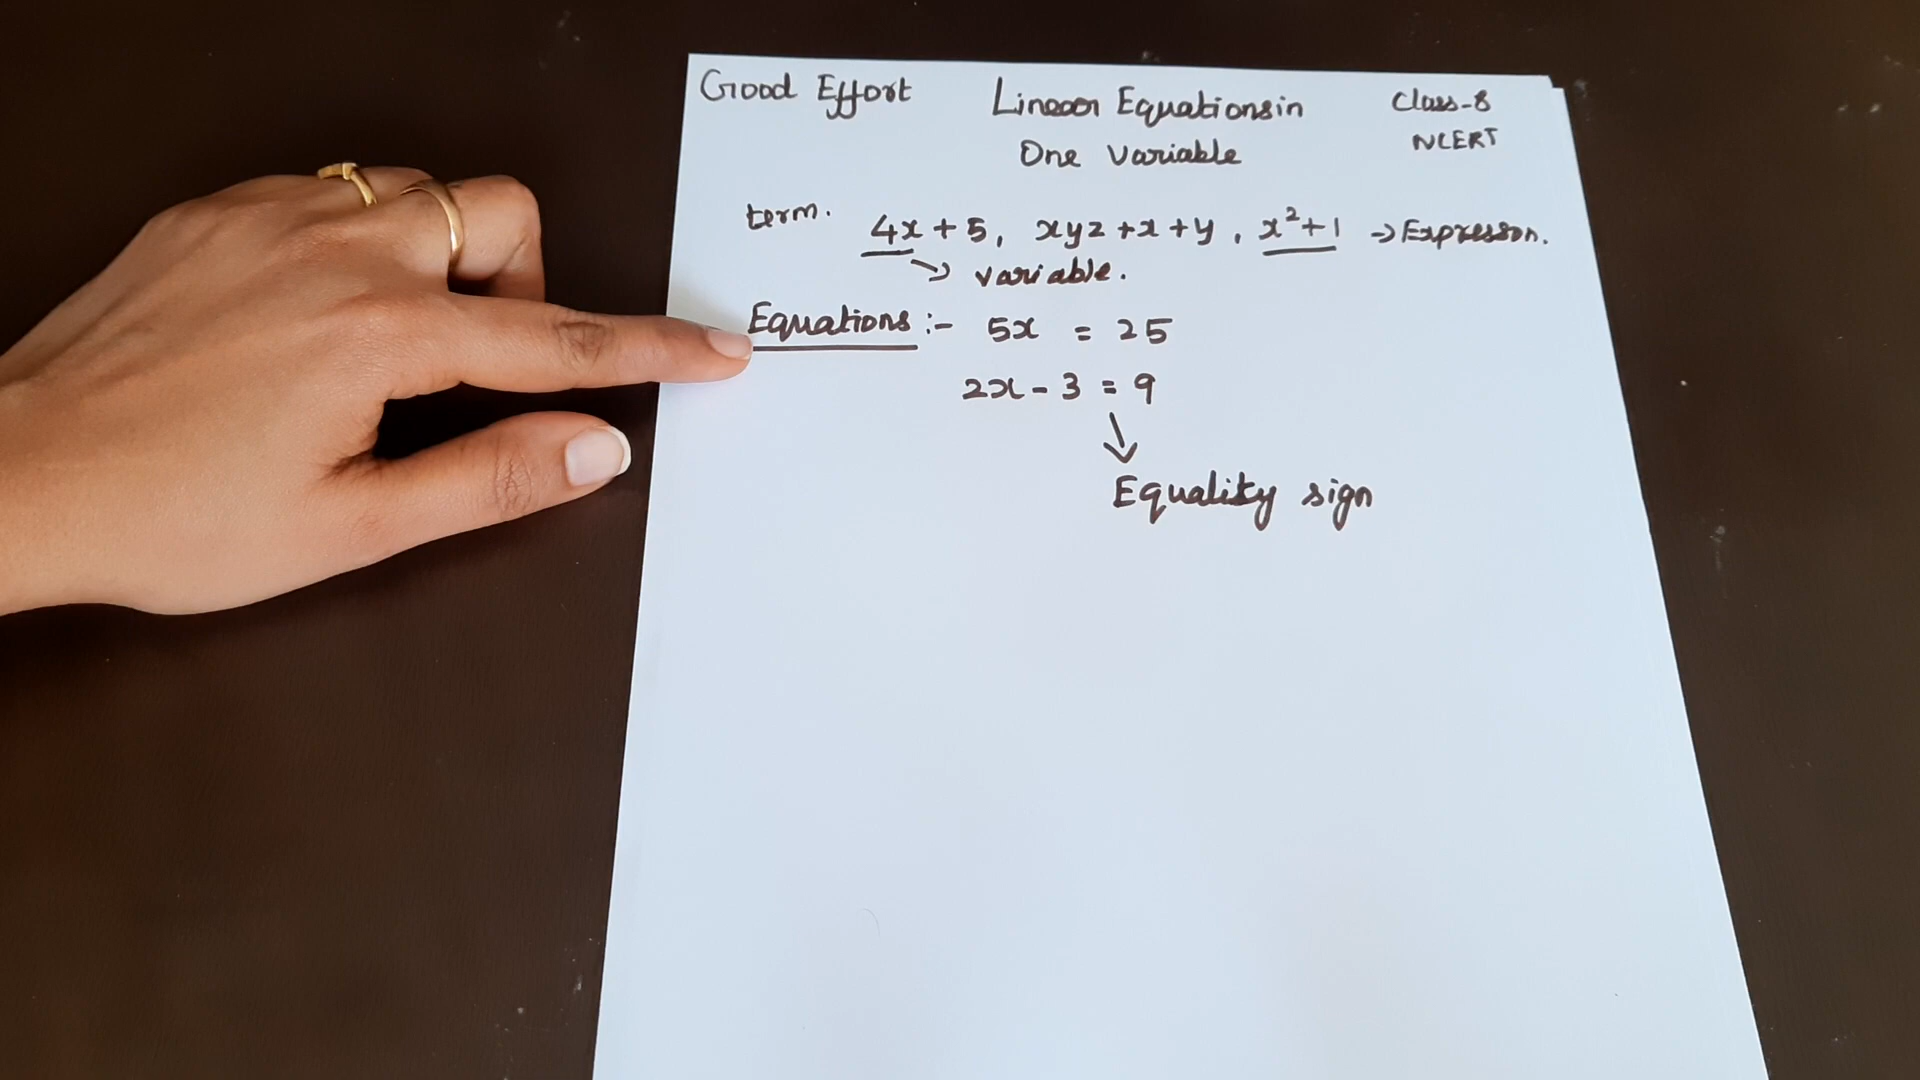 Good Effort
Linear Equations in
One Variable
Class-8
NCERT
term.
4x + 5, xyz + x + y, x² + 1 → Expression.
→ variable.
Equations :- 5x = 25
2x - 3 = 9
↓
Equality sign